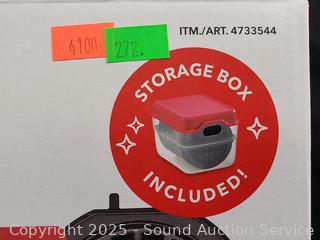 ITM./ART. 4733544
4100
272.
STORAGE BOX
INCLUDED!
Copyright 2025 - Sound Auction Service